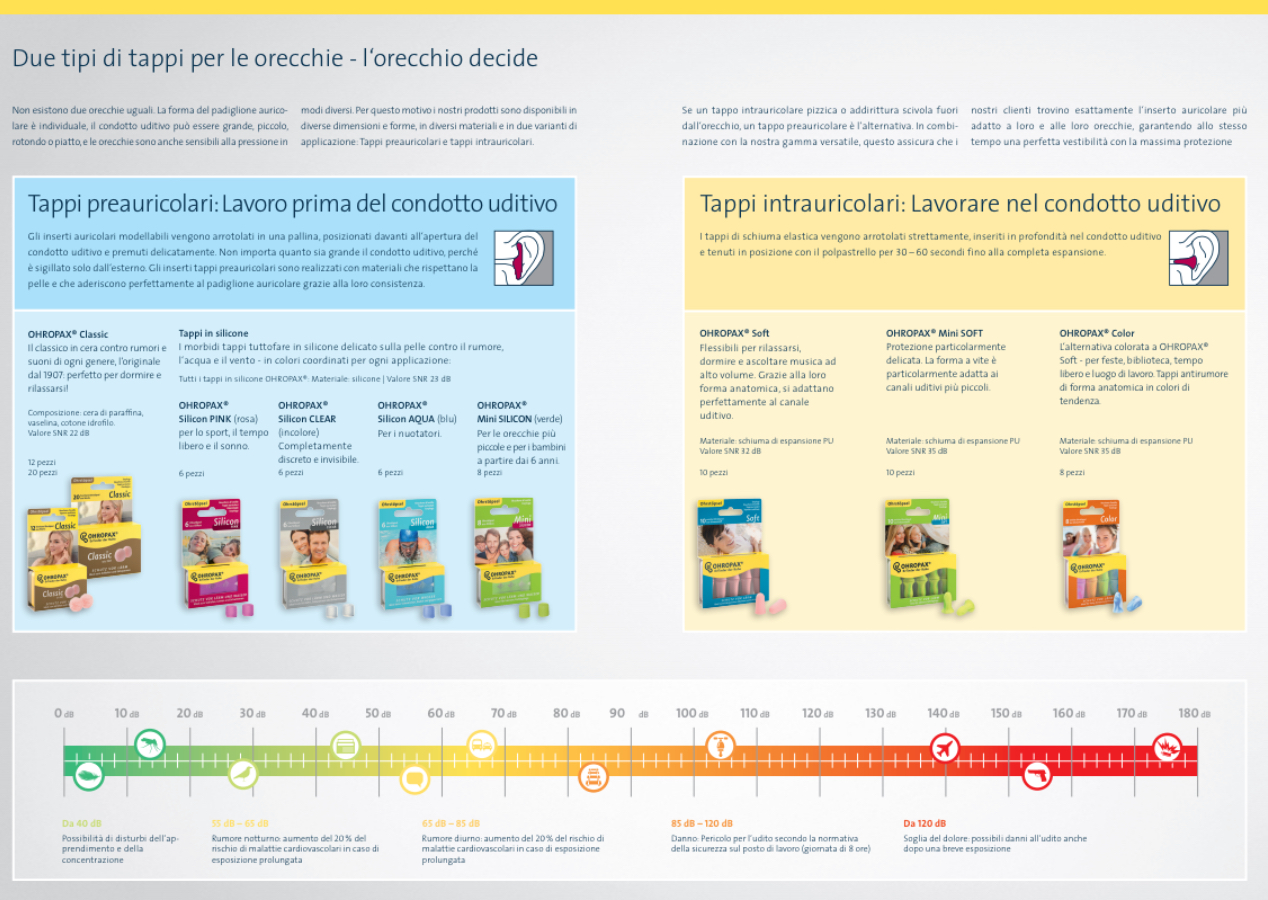 Due tipi di tappi per le orecchie - l‘orecchio decide
Non esistono due orecchie uguali. La forma del padiglione aurico-
lare è individuale, il condotto uditivo può essere grande, piccolo,
rotondo o piatto, e le orecchie sono anche sensibili alla pressione in
modi diversi. Per questo motivo i nostri prodotti sono disponibili in
diverse dimensioni e forme, in diversi materiali e in due varianti di
applicazione: Tappi preauricolari e tappi intrauricolari.
Se un tappo intrauricolare pizzica o addirittura scivola fuori
dall'orecchio, un tappo preauricolare è l'alternativa. In combi-
nazione con la nostra gamma versatile, questo assicura che i
nostri clienti trovino esattamente l'inserto auricolare più
adatto a loro e alle loro orecchie, garantendo allo stesso
tempo una perfetta vestibilità con la massima protezione
Tappi preauricolari: Lavoro prima del condotto uditivo
Gli inserti auricolari modellabili vengono arrotolati in una pallina, posizionati davanti all'apertura del
condotto uditivo e premuti delicatamente. Non importa quanto sia grande il condotto uditivo, perché
è sigillato solo dall'esterno. Gli inserti tappi preauricolari sono realizzati con materiali che rispettano la
pelle e che aderiscono perfettamente al padiglione auricolare grazie alla loro consistenza.
OHROPAX® Classic
Il classico in cera contro rumori e
suoni di ogni genere, l'originale
dal 1907: perfetto per dormire e
rilassarsi!
Composizione: cera di paraffina,
vaselina, cotone idrofilo.
Valore SNR 22 dB
12 pezzi
20 pezzi
Tappi in silicone
I morbidi tappi tuttofare in silicone delicato sulla pelle contro il rumore,
l'acqua e il vento - in colori coordinati per ogni applicazione:
Tutti i tappi in silicone OHROPAX®: Materiale: silicone | Valore SNR 23 dB
OHROPAX®
Silicon PINK (rosa)
per lo sport, il tempo
libero e il sonno.
6 pezzi
OHROPAX®
Silicon CLEAR
(incolore)
Completamente
discreto e invisibile.
6 pezzi
OHROPAX®
Silicon AQUA (blu)
Per i nuotatori.
6 pezzi
OHROPAX®
Mini SILICON (verde)
Per le orecchie più
piccole e per i bambini
a partire dai 6 anni.
8 pezzi
Classic
Classic
OHROPAX
Classic
OHROPAX
Classic
Silicon
OHROPAX
Silicon
OHROPAX
Silicon
OHROPAX
Mini
OHROPAX
Tappi intrauricolari: Lavorare nel condotto uditivo
I tappi di schiuma elastica vengono arrotolati strettamente, inseriti in profondità nel condotto uditivo
e tenuti in posizione con il polpastrello per 30 – 60 secondi fino alla completa espansione.
OHROPAX® Soft
Flessibili per rilassarsi,
dormire e ascoltare musica ad
alto volume. Grazie alla loro
forma anatomica, si adattano
perfettamente al canale
uditivo.
Materiale: schiuma di espansione PU
Valore SNR 32 dB
10 pezzi
OHROPAX® Mini SOFT
Protezione particolarmente
delicata. La forma a vite è
particolarmente adatta ai
canali uditivi più piccoli.
Materiale: schiuma di espansione PU
Valore SNR 35 dB
10 pezzi
OHROPAX® Color
L'alternativa colorata a OHROPAX®
Soft - per feste, biblioteca, tempo
libero e luogo di lavoro. Tappi antirumore
di forma anatomica in colori di
tendenza.
Materiale: schiuma di espansione PU
Valore SNR 35 dB
8 pezzi
Soft
OHROPAX
Mini
OHROPAX
Color
OHROPAX
0 dB 10 dB 20 dB 30 dB 40 dB 50 dB 60 dB 70 dB 80 dB 90 dB 100 dB 110 dB 120 dB 130 dB 140 dB 150 dB 160 dB 170 dB 180 dB
Da 40 dB
Possibilità di disturbi dell'ap-
prendimento e della
concentrazione
55 dB – 65 dB
Rumore notturno: aumento del 20% del
rischio di malattie cardiovascolari in caso di
esposizione prolungata
65 dB – 85 dB
Rumore diurno: aumento del 20% del rischio di
malattie cardiovascolari in caso di esposizione
prolungata
85 dB – 120 dB
Danno: Pericolo per l'udito secondo la normativa
della sicurezza sul posto di lavoro (giornata di 8 ore)
Da 120 dB
Soglia del dolore: possibili danni all'udito anche
dopo una breve esposizione